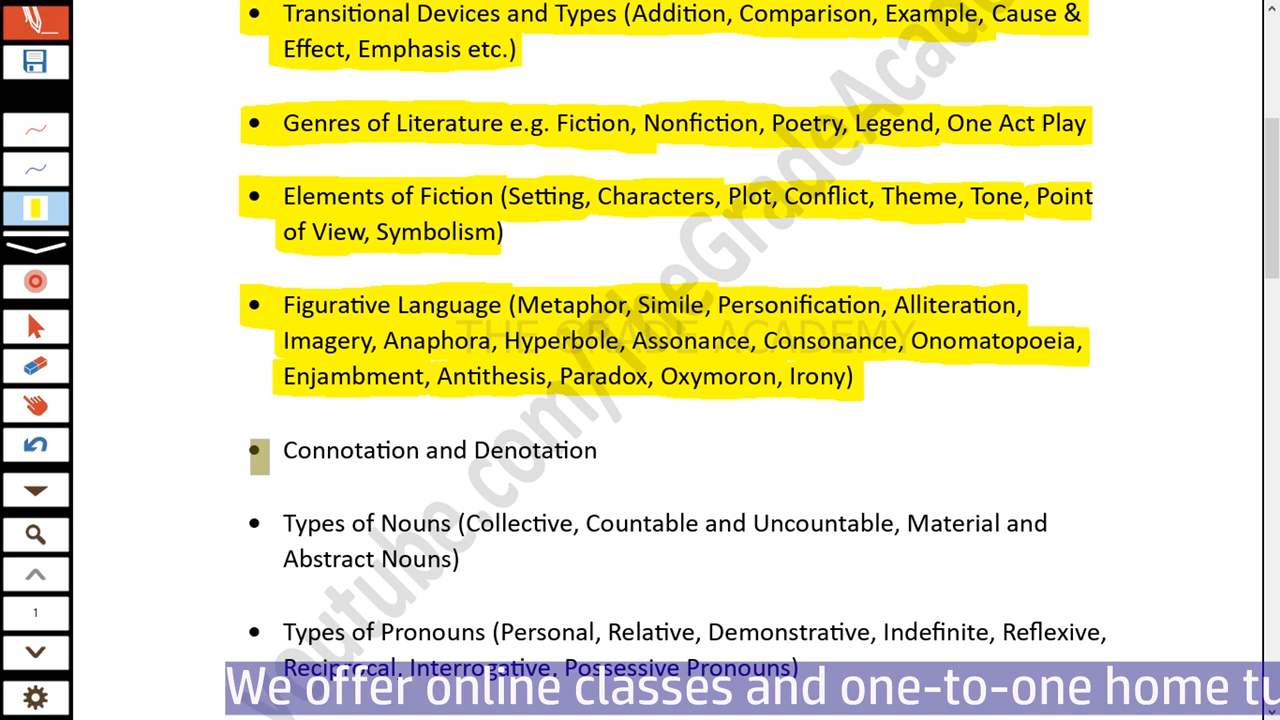 Transitional Devices and Types (Addition, Comparison, Example, Cause &
Effect, Emphasis etc.)
Genres of Literature e.g. Fiction, Nonfiction, Poetry, Legend, One Act Play
Elements of Fiction (Setting, Characters, Plot, Conflict, Theme, Tone, Point
of View, Symbolism)
Figurative Language (Metaphor, Simile, Personification, Alliteration,
THE GRADE ACADEMY
Imagery, Anaphora, Hyperbole, Assonance, Consonance, Onomatopoeia,
Enjambment, Antithesis, Paradox, Oxymoron, Irony)
Connotation and Denotation
Types of Nouns (Collective, Countable and Uncountable, Material and
Abstract Nouns)
1
Types of Pronouns (Personal, Relative, Demonstrative, Indefinite, Reflexive,
Reciprocal, Interrogative, Possessive Pronouns)
We offer online classes and one-to-one home tu
youtube.com/TheGradeAcade